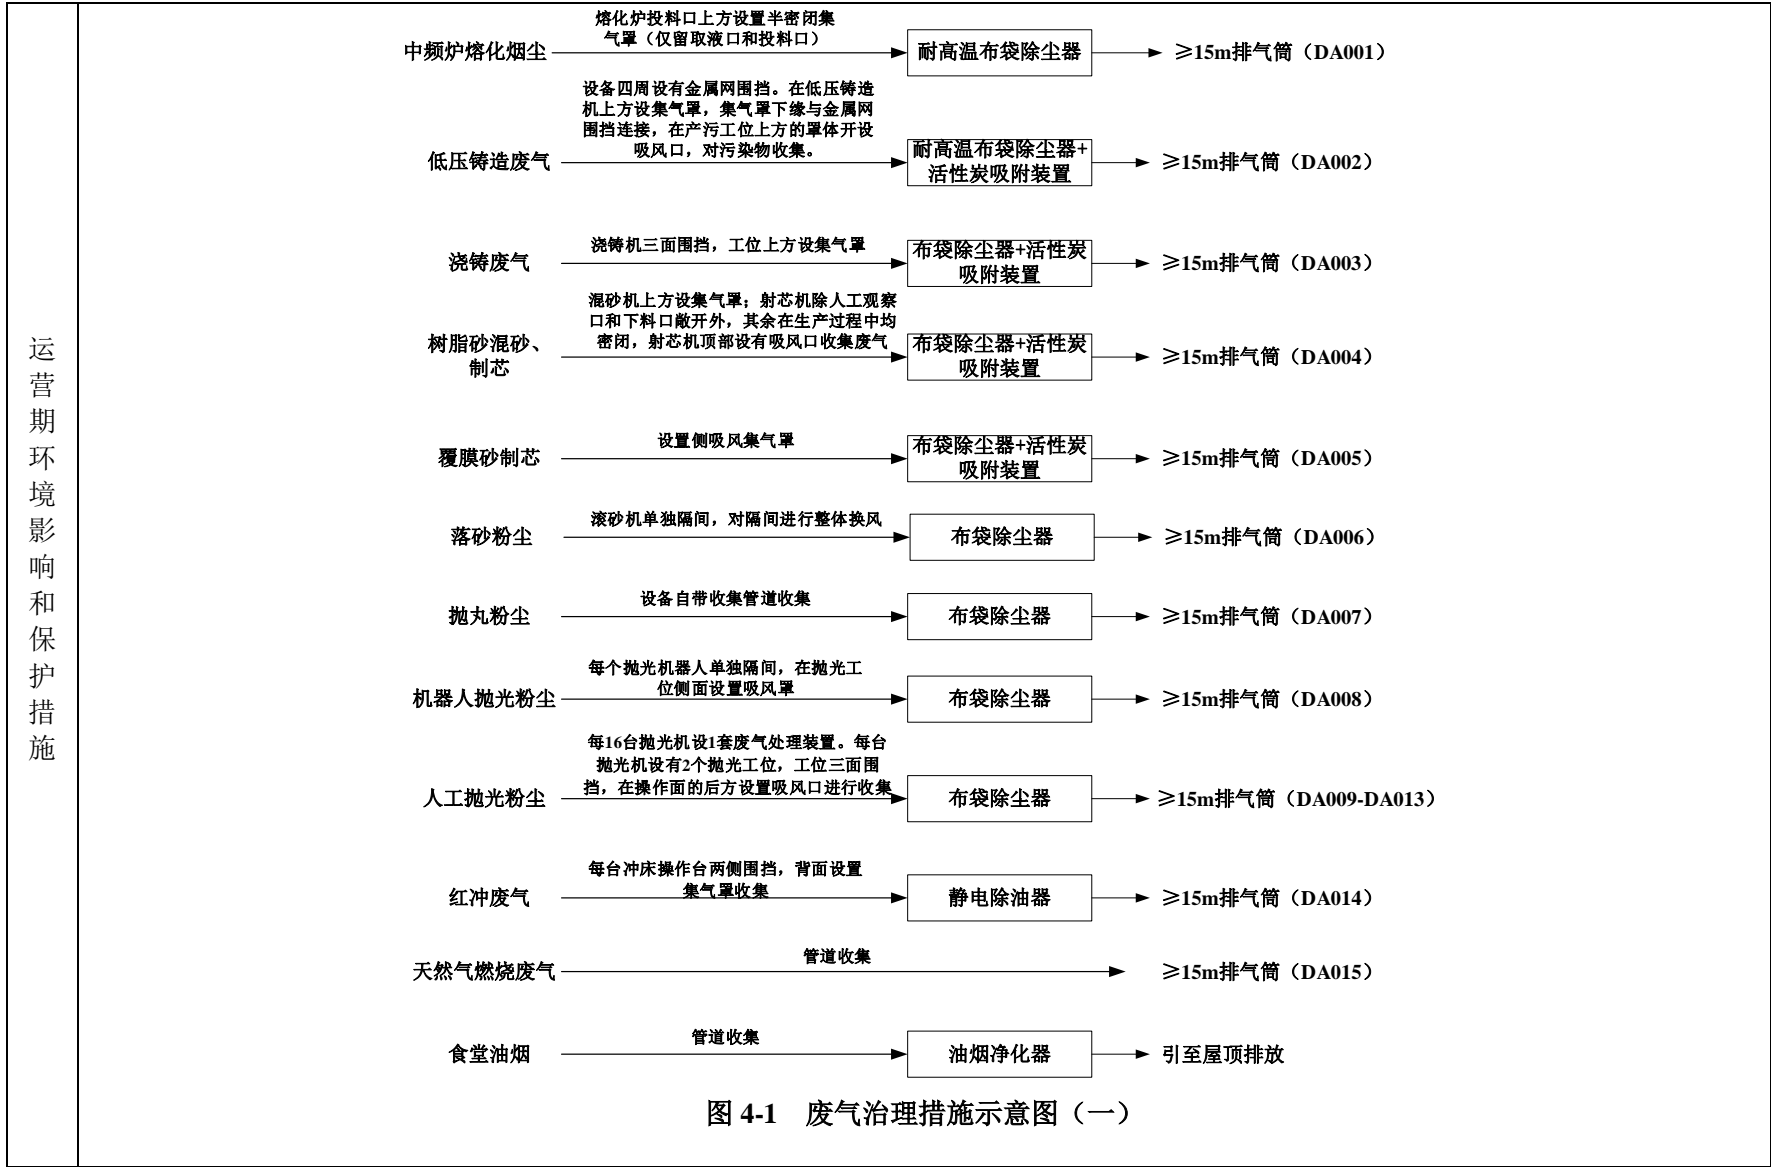 运
营
期
环
境
影
响
和
保
护
措
施
熔化炉投料口上方设置半密闭集
气罩（仅留取液口和投料口）
中频炉熔化烟尘
耐高温布袋除尘器
≥15m排气筒（DA001）
设备四周设有金属网围挡。在低压铸造
机上方设集气罩，集气罩下缘与金属网
围挡连接，在产污工位上方的罩体开设
吸风口，对污染物收集。
低压铸造废气
耐高温布袋除尘器+
活性炭吸附装置
≥15m排气筒（DA002）
浇铸机三面围挡，工位上方设集气罩
浇铸废气
布袋除尘器+活性炭
吸附装置
≥15m排气筒（DA003）
混砂机上方设集气罩；射芯机除人工观察
口和下料口敞开外，其余在生产过程中均
密闭，射芯机顶部设有吸风口收集废气
树脂砂混砂、
制芯
布袋除尘器+活性炭
吸附装置
≥15m排气筒（DA004）
设置侧吸风集气罩
覆膜砂制芯
布袋除尘器+活性炭
吸附装置
≥15m排气筒（DA005）
滚砂机单独隔间，对隔间进行整体换风
落砂粉尘
布袋除尘器
≥15m排气筒（DA006）
设备自带收集管道收集
抛丸粉尘
布袋除尘器
≥15m排气筒（DA007）
每个抛光机器人单独隔间，在抛光工
位侧面设置吸风罩
机器人抛光粉尘
布袋除尘器
≥15m排气筒（DA008）
每16台抛光机设1套废气处理装置。每台
抛光机设有2个抛光工位，工位三面围
挡，在操作面的后方设置吸风口进行收集
人工抛光粉尘
布袋除尘器
≥15m排气筒（DA009-DA013）
每台冲床操作台两侧围挡，背面设置
集气罩收集
红冲废气
静电除油器
≥15m排气筒（DA014）
管道收集
天然气燃烧废气
≥15m排气筒（DA015）
管道收集
食堂油烟
油烟净化器
引至屋顶排放
图 4-1 废气治理措施示意图（一）